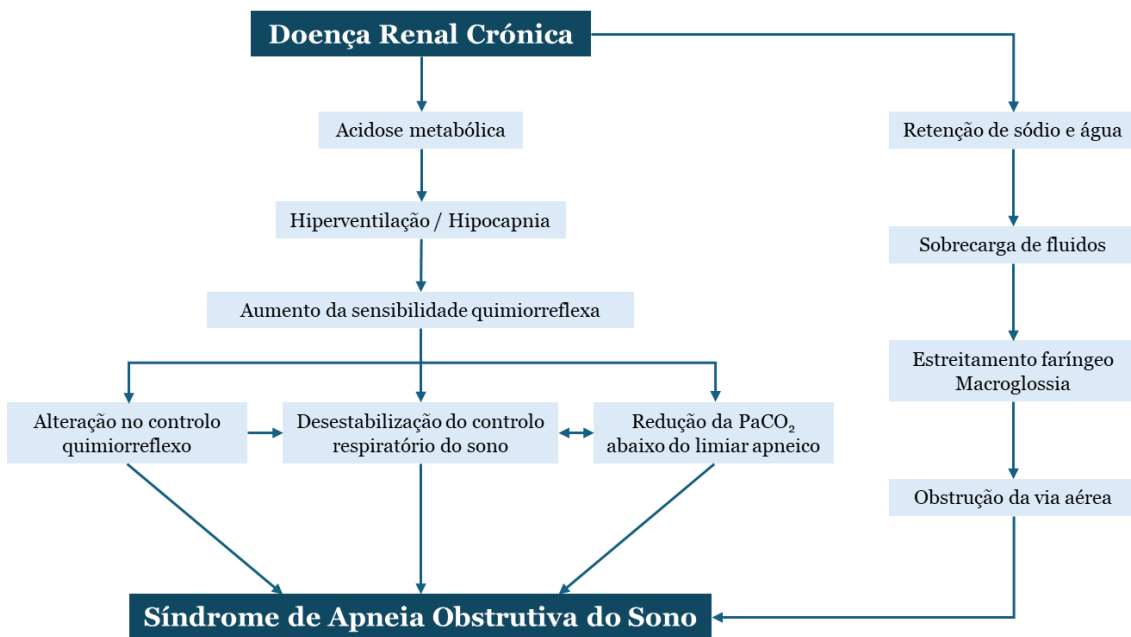 Doença Renal Crónica
Acidose metabólica
Retenção de sódio e água
Hiperventilação / Hipocapnia
Sobrecarga de fluidos
Aumento da sensibilidade quimiorreflexa
Estreitamento faríngeo
Macroglossia
Alteração no controlo
quimiorreflexo
Desestabilização do controlo
respiratório do sono
Redução da PaCO₂
abaixo do limiar apneico
Obstrução da via aérea
Síndrome de Apneia Obstrutiva do Sono